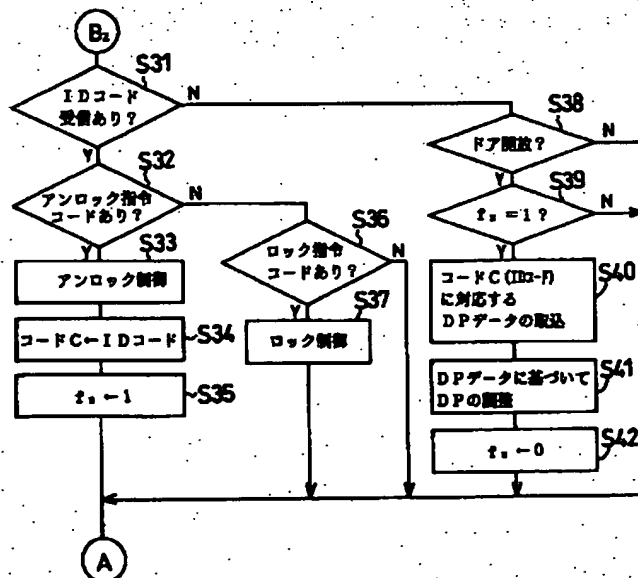 B₂
S31
IDコード
受信あり?
N
Y
S32
アンロック指令
コードあり?
N
Y
S33
アンロック制御
コードC←IDコード
S34
S35
A
S36
ロック指令
コードあり?
N
Y
S37
ロック制御
S38
ドア開放?
N
Y
S39
N
Y
コードC(IDコード)
に対応する
DPデータの取込
S40
DPデータに基づいて
DPの調整
S41
S42